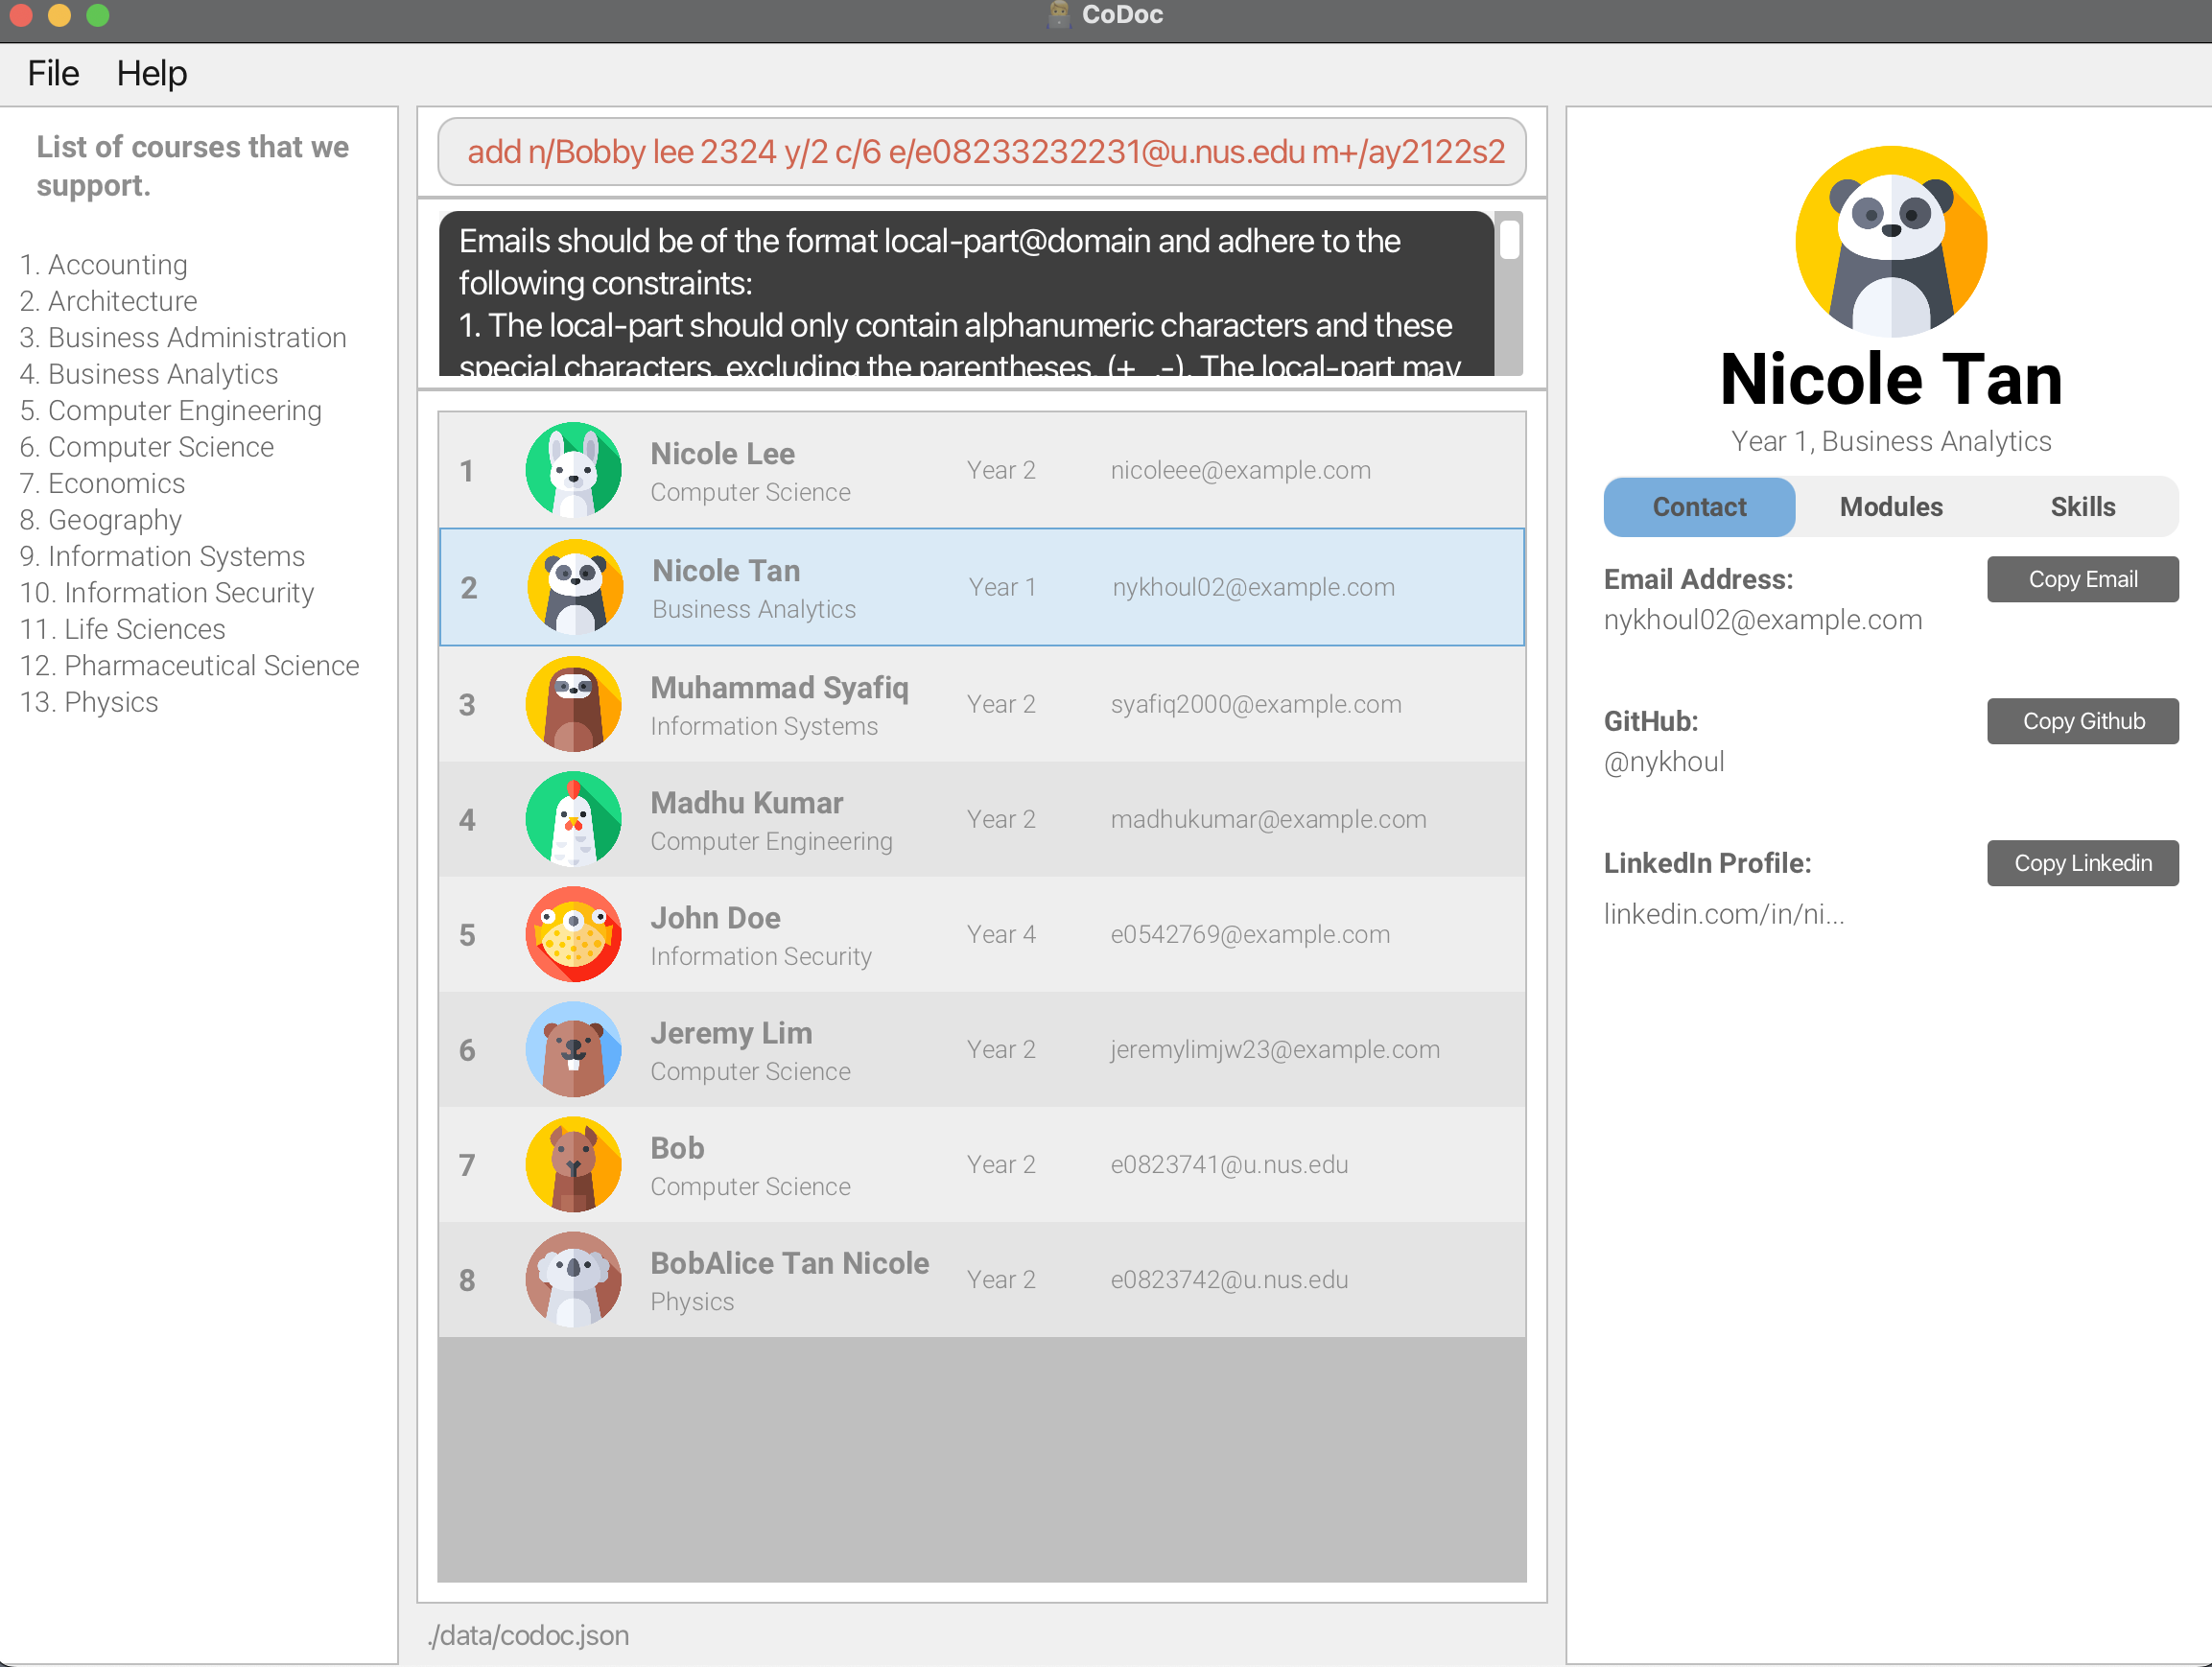 CoDoc
File Help
List of courses that we
support.
1. Accounting
2. Architecture
3. Business Administration
4. Business Analytics
5. Computer Engineering
6. Computer Science
7. Economics
8. Geography
9. Information Systems
10. Information Security
11. Life Sciences
12. Pharmaceutical Science
13. Physics
add n/Bobby lee 2324 y/2 c/6 e/e08233232231@u.nus.edu m+/ay2122s2
Emails should be of the format local-part@domain and adhere to the
following constraints:
1. The local-part should only contain alphanumeric characters and these
special characters, excluding the parentheses, (+_.-). The local-part may
1 Nicole Lee Year 2 nicoleee@example.com
Computer Science
2 Nicole Tan Year 1 nykhoul02@example.com
Business Analytics
3 Muhammad Syafiq Year 2 syafiq2000@example.com
Information Systems
4 Madhu Kumar Year 2 madhukumar@example.com
Computer Engineering
5 John Doe Year 4 e0542769@example.com
Information Security
6 Jeremy Lim Year 2 jeremylimjw23@example.com
Computer Science
7 Bob Year 2 e0823741@u.nus.edu
Computer Science
8 BobAlice Tan Nicole Year 2 e0823742@u.nus.edu
Physics
./data/codoc.json
Nicole Tan
Year 1, Business Analytics
Contact Modules Skills
Email Address: Copy Email
nykhoul02@example.com
GitHub: Copy Github
@nykhoul
LinkedIn Profile: Copy Linkedin
linkedin.com/in/ni...